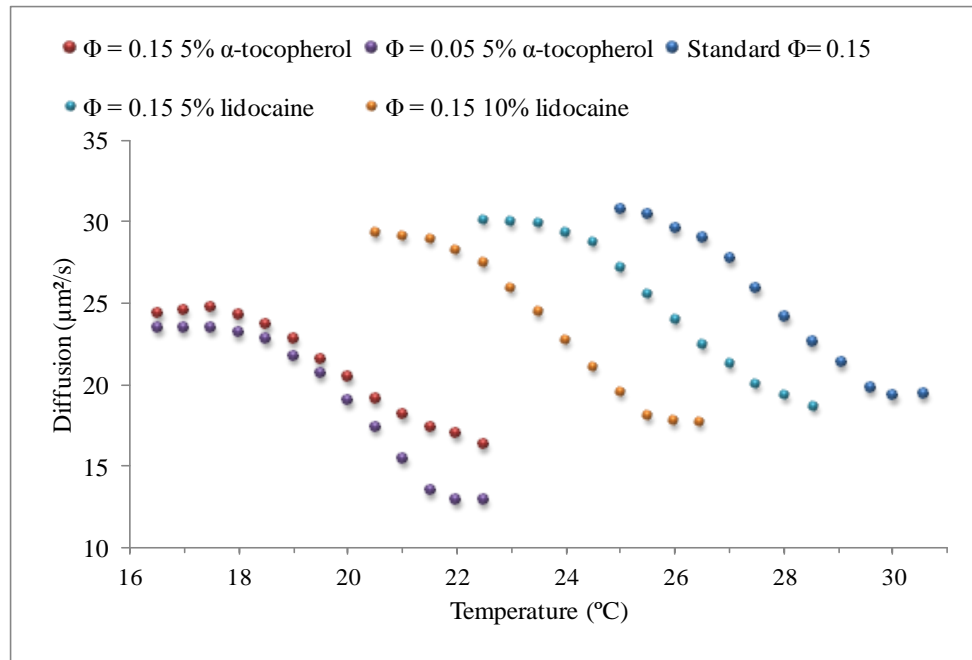 Φ = 0.15 5% α-tocopherol Φ = 0.05 5% α-tocopherol Standard Φ= 0.15
Φ = 0.15 5% lidocaine Φ = 0.15 10% lidocaine
35
30
25
20
15
10
Diffusion (µm²/s)
16 18 20 22 24 26 28 30
Temperature (ºC)